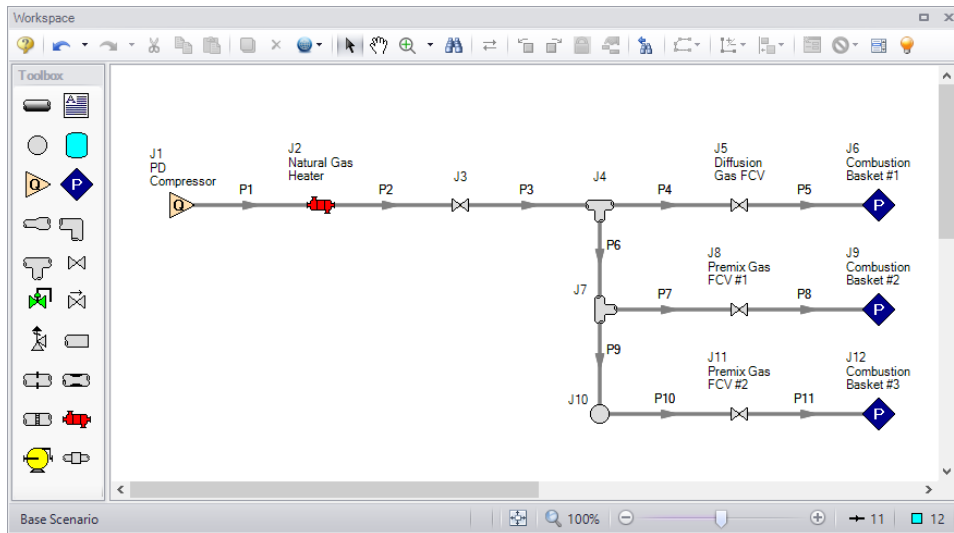 Workspace
Toolbox
J1
PD
Compressor
Q
P1
J2
Natural Gas
Heater
P2
J3
P3
J4
P4
J5
Diffusion
Gas FCV
P5
J6
Combustion
Basket #1
P
P6
J7
P7
J8
Premix Gas
FCV #1
P8
J9
Combustion
Basket #2
P
P9
J10
P10
J11
Premix Gas
FCV #2
P11
J12
Combustion
Basket #3
P
A
Q
P
Base Scenario
100%
11
12